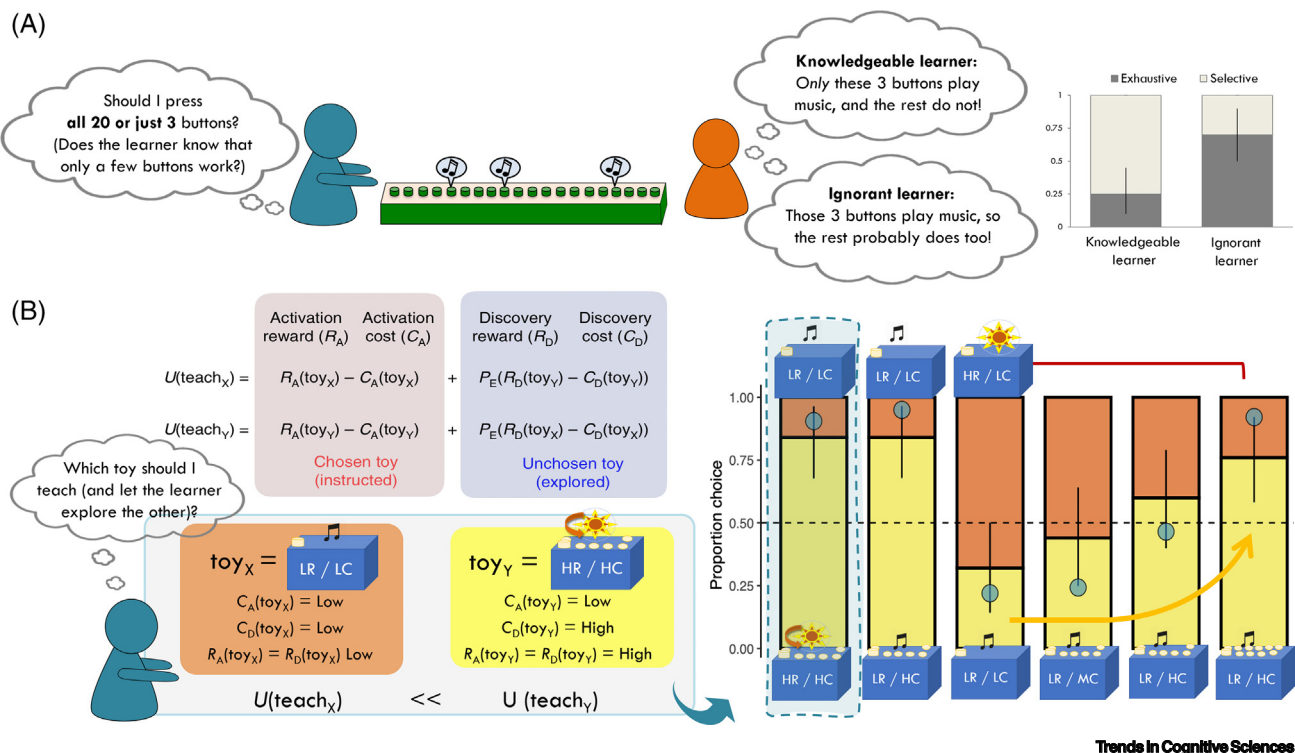 (A)
Should I press
all 20 or just 3 buttons?
(Does the learner know that
only a few buttons work?)
Knowledgeable learner:
Only these 3 buttons play
music, and the rest do not!
Ignorant learner:
Those 3 buttons play music, so
the rest probably does too!
Exhaustive Selective
1
0.75
0.5
0.25
0
Knowledgeable
learner
Ignorant
learner
(B)
Activation
reward (RA)
Activation
cost (CA)
Discovery
reward (RD)
Discovery
cost (CD)
U(teachX) = RA(toyX) − CA(toyX) + PE(RD(toyY) − CD(toyY))
U(teachY) = RA(toyY) − CA(toyY) + PE(RD(toyX) − CD(toyX))
Chosen toy
(instructed)
Unchosen toy
(explored)
Which toy should I
teach (and let the learner
explore the other)?
toyX =
LR / LC
CA(toyX) = Low
CD(toyX) = Low
RA(toyX) = RD(toyX) Low
toyY =
HR / HC
CA(toyY) = Low
CD(toyY) = High
RA(toyY) = RD(toyY) = High
U(teachX) << U (teachY)
LR / LC
LR / LC
HR / LC
Proportion choice
1.00
0.75
0.50
0.25
0.00
HR / HC
LR / HC
LR / LC
LR / MC
LR / HC
LR / HC
Trends in Cognitive Sciences